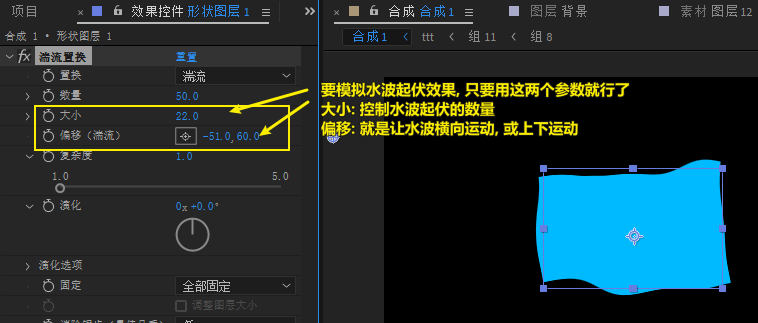 项目
效果控件 形状图层 1
合成 1 • 形状图层 1
fx 湍流置换
重置
置换
湍流
数量
50.0
大小
22.0
偏移（湍流）
-51.0, 60.0
复杂度
1.0
1.0
5.0
演化
0x +0.0°
演化选项
固定
全部固定
调整图层大小
合成 合成 1
图层 背景
素材 图层 12
合成 1
tttt
组 11
组 8
要模拟水波起伏效果, 只要用这两个参数就行了
大小: 控制水波起伏的数量
偏移: 就是让水波横向运动, 或上下运动